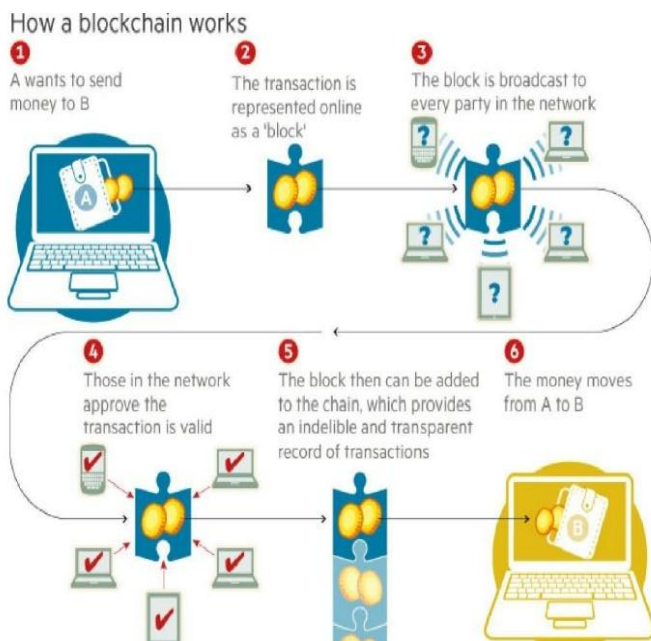 How a blockchain works
1
A wants to send
money to B
2
The transaction is
represented online
as a 'block'
3
The block is broadcast to
every party in the network
A
?
?
?
?
?
4
Those in the network
approve the
transaction is valid
5
The block then can be added
to the chain, which provides
an indelible and transparent
record of transactions
6
The money moves
from A to B
B